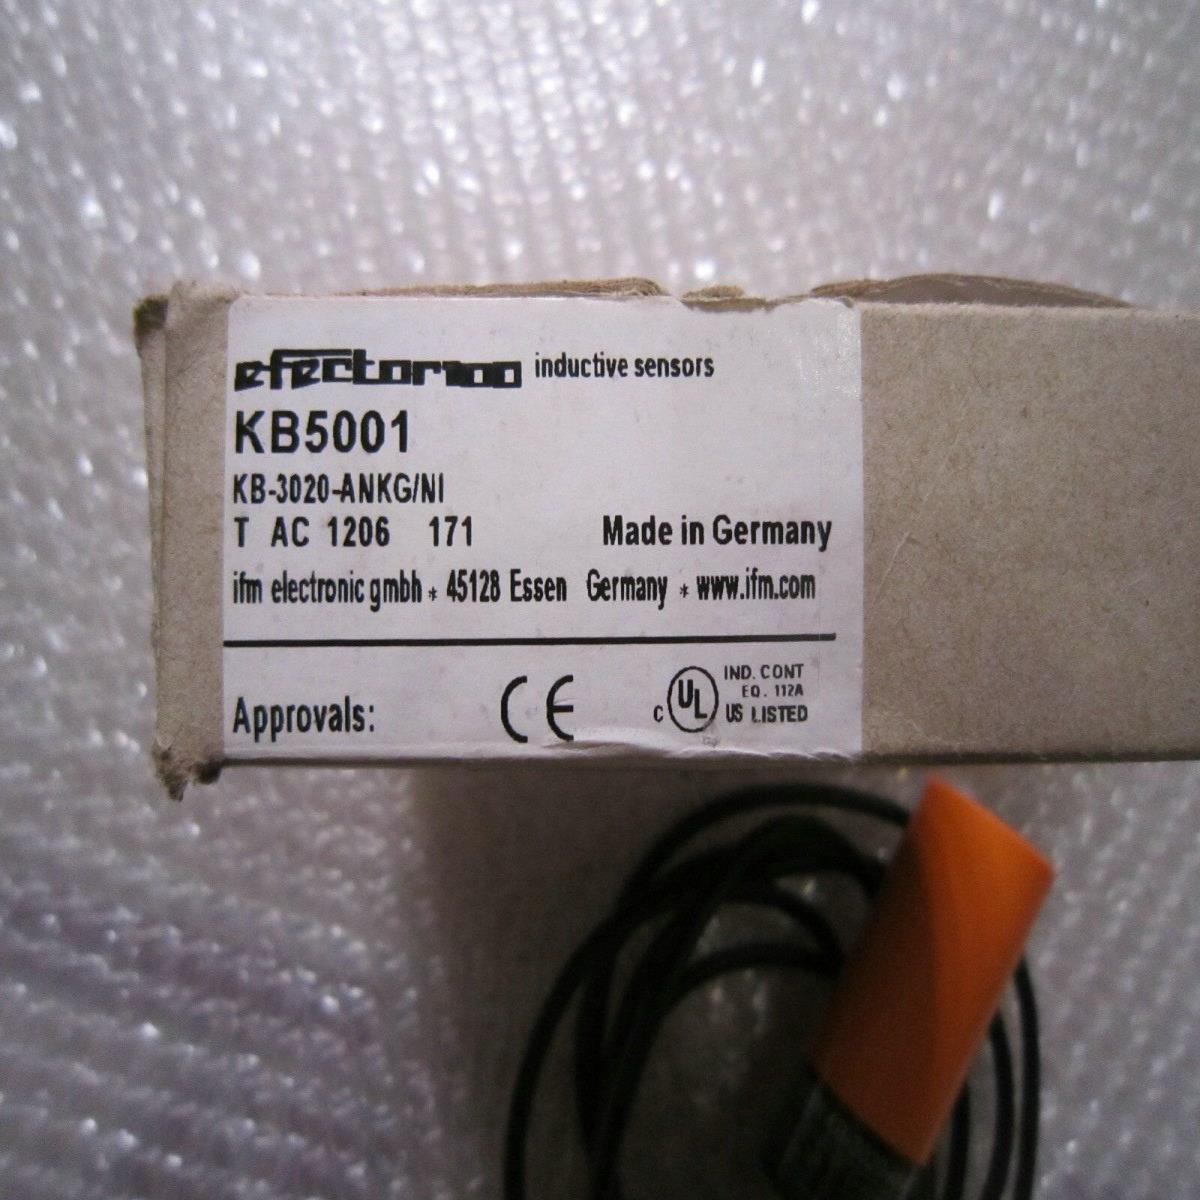 efector100 inductive sensors
KB5001
KB-3020-ANKG/NI
T AC 1206 171 Made in Germany
ifm electronic gmbh * 45128 Essen Germany * www.ifm.com
Approvals: CE c UL US LISTED
IND. CONT
EQ. 112A